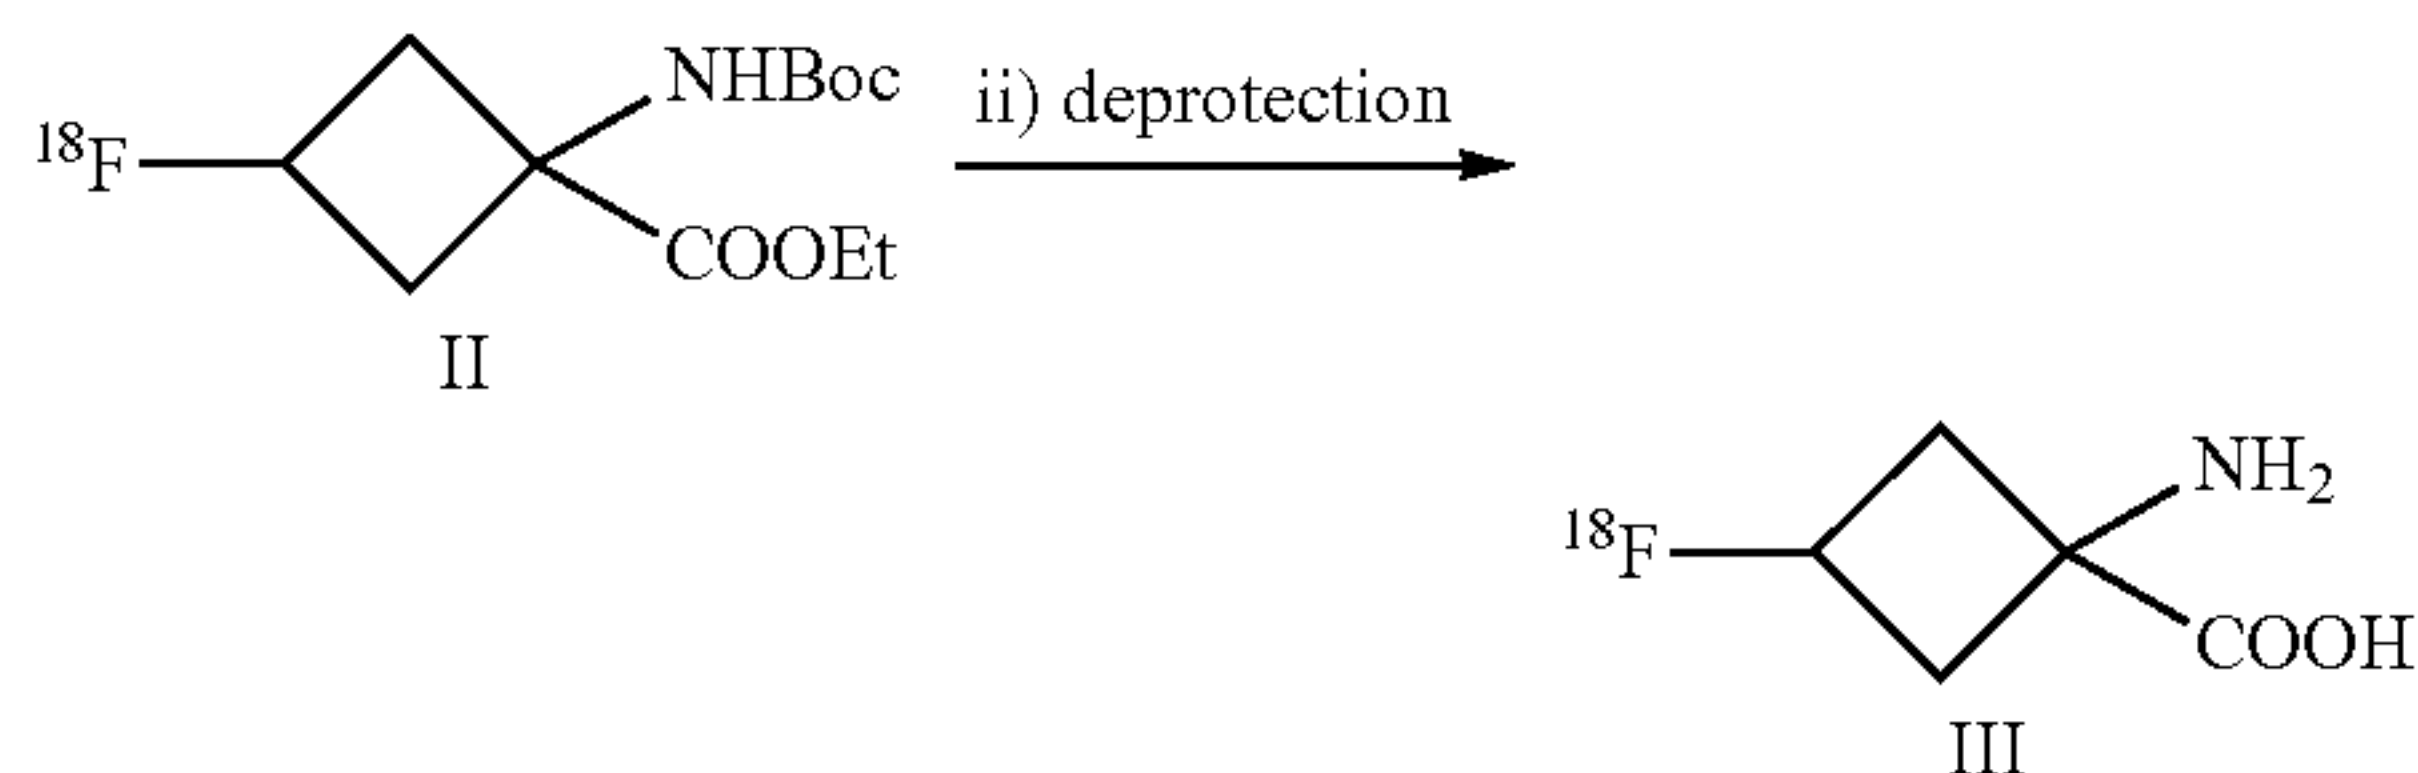 NHBoc
ii) deprotection
¹⁸F
COOEt
II
NH₂
¹⁸F
COOH
III